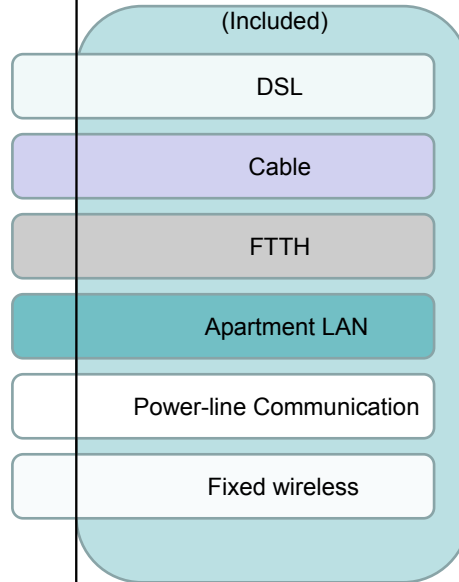 (Included)
DSL
Cable
FTTH
Apartment LAN
Power-line Communication
Fixed wireless